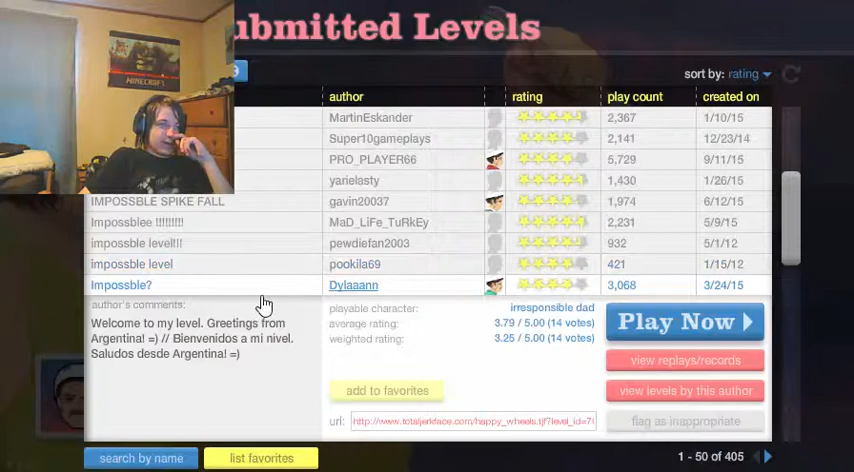 ubmitted Levels
sort by: rating
author rating play count created on
MartinEskander 2,367 1/10/15
Super10gameplays 2,141 12/23/14
PRO_PLAYER66 5,729 9/11/15
yarielasty 1,430 1/26/15
IMPOSSBLE SPIKE FALL gavin20037 1,974 6/12/15
Impossblee !!!!!!!!! MaD_LiFe_TuRkEy 2,231 5/9/15
impossble level!!! pewdiefan2003 932 5/1/12
impossble level pookila69 421 1/15/12
Impossble? Dylaaann 3,068 3/24/15
author's comments:
Welcome to my level. Greetings from
Argentina! =) // Bienvenidos a mi nivel.
Saludos desde Argentina! =)
playable character: irresponsible dad
average rating: 3.79 / 5.00 (14 votes)
weighted rating: 3.25 / 5.00 (14 votes)
add to favorites
url: http://www.totaljerkface.com/happy_wheels.tjf?level_id=7
Play Now
view replays/records
view levels by this author
flag as inappropriate
search by name list favorites 1 - 50 of 405
MINECRAFT